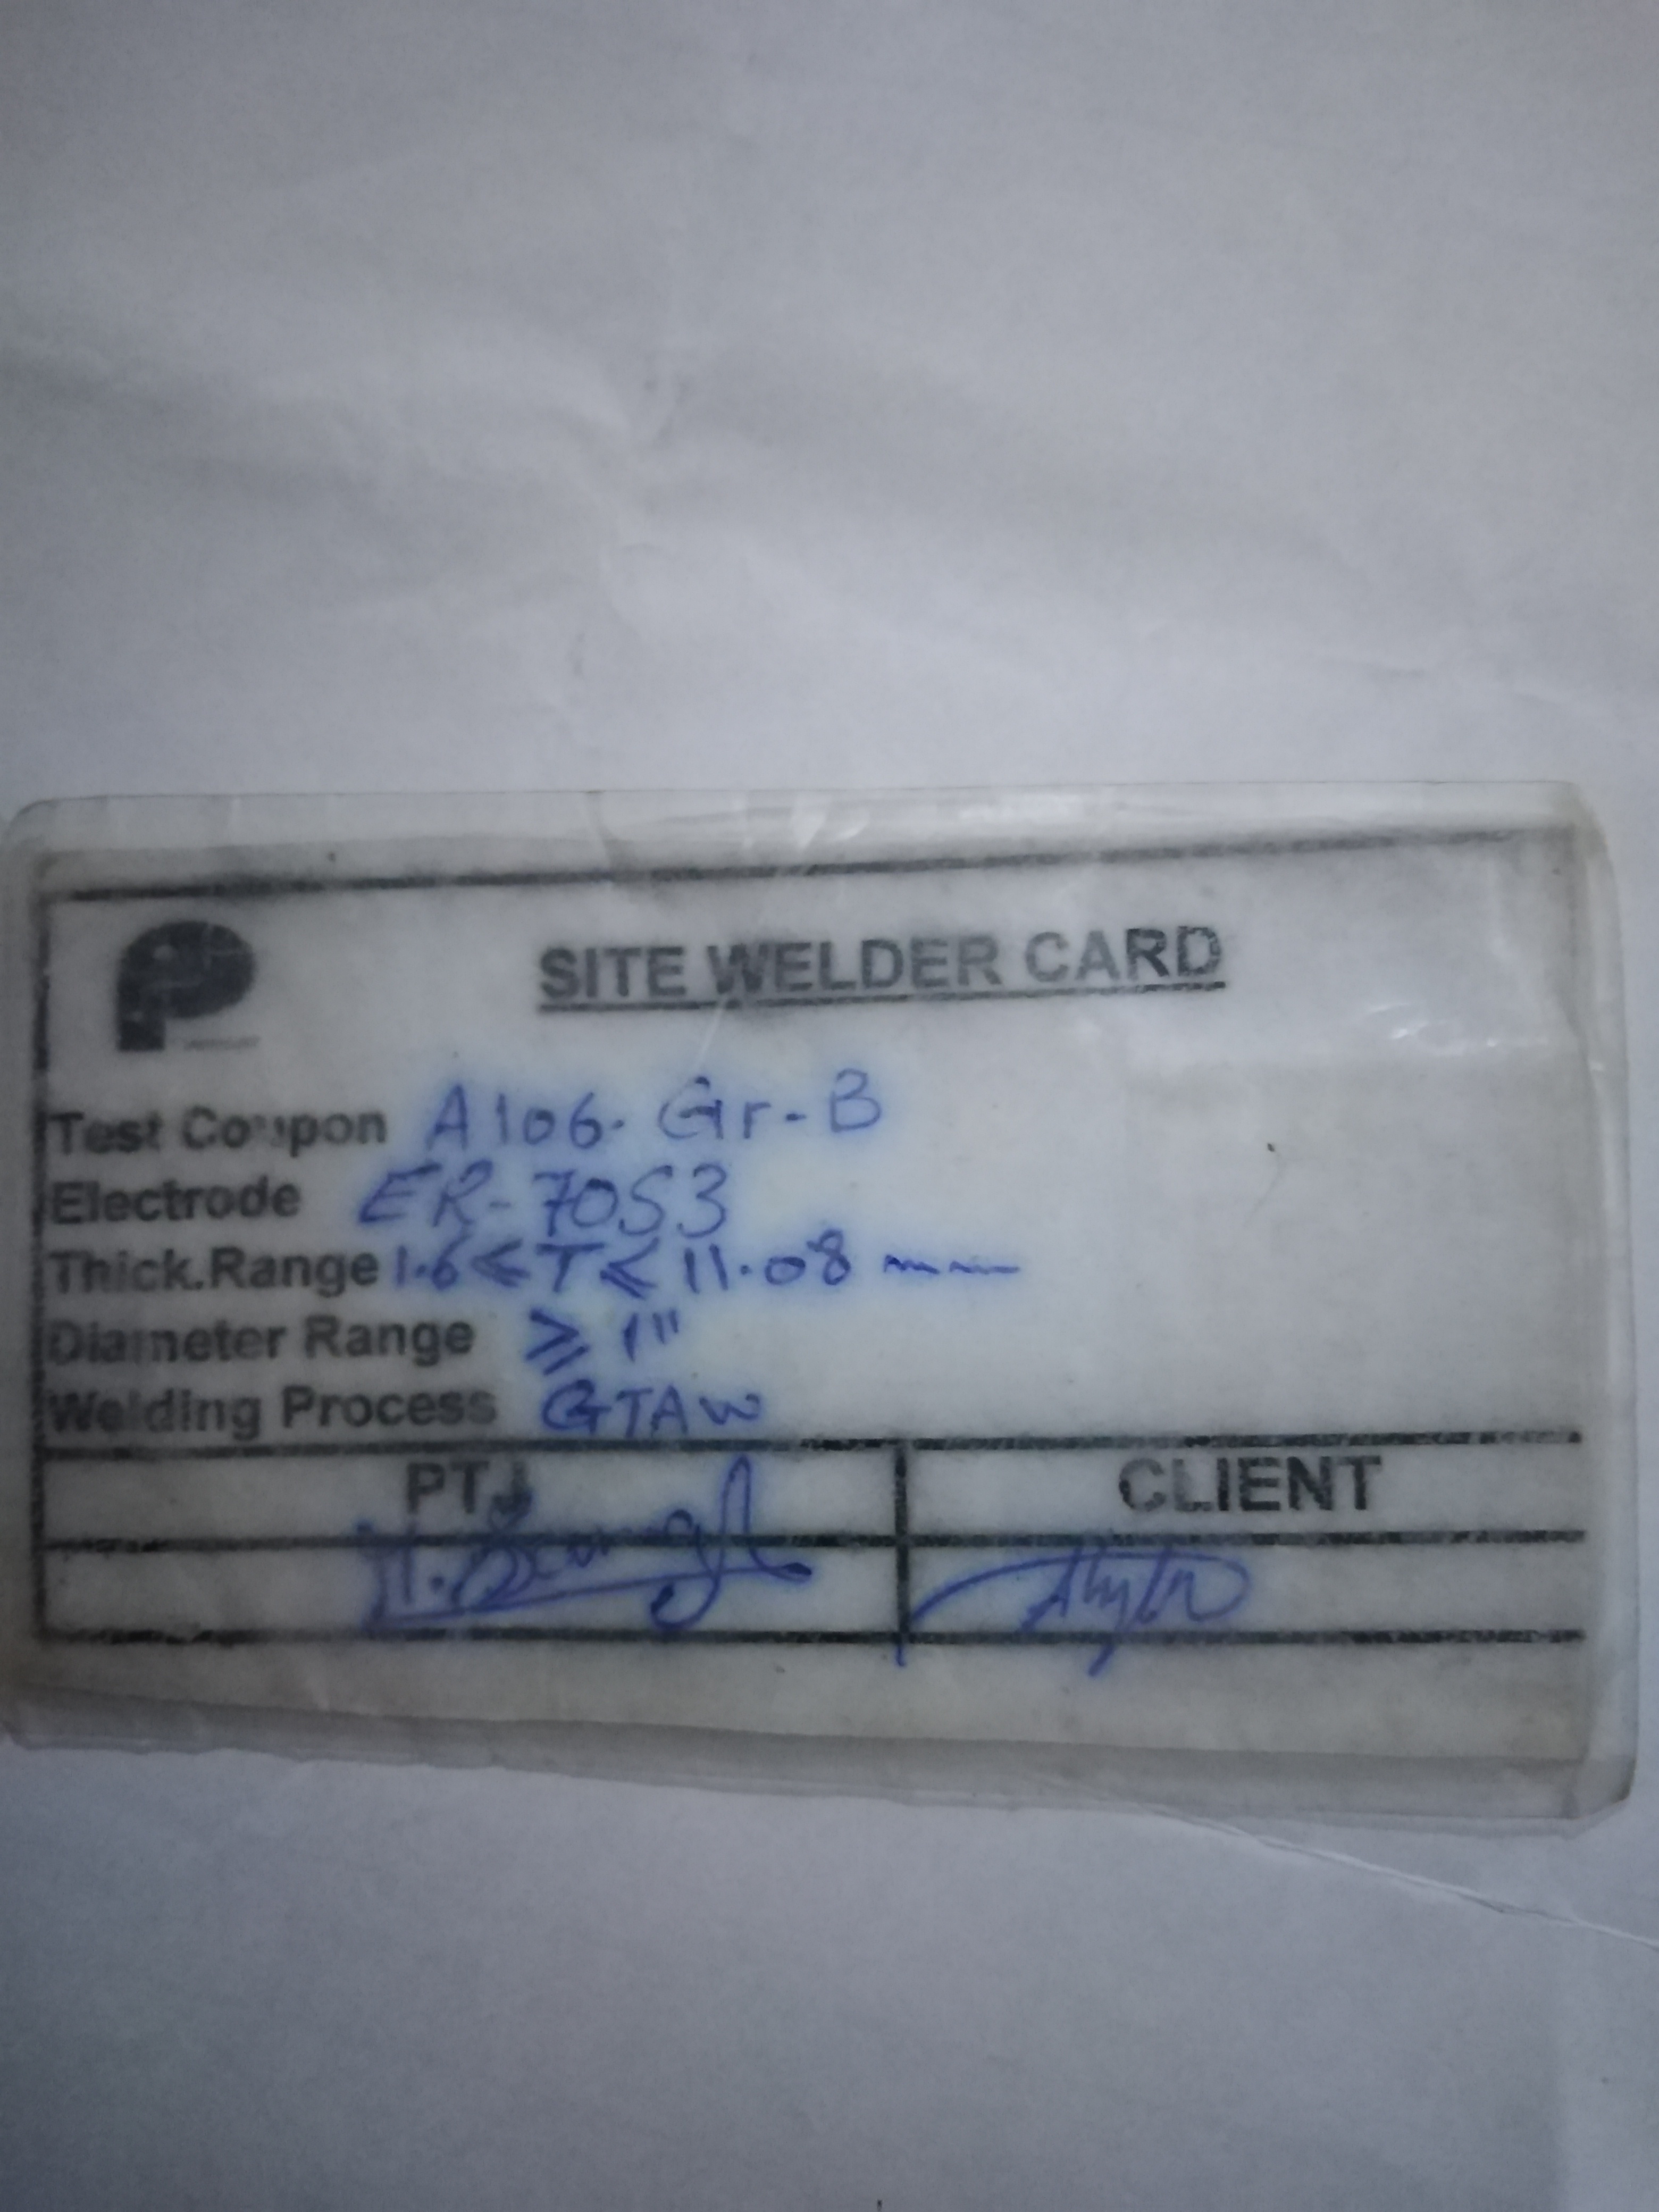 SITE WELDER CARD
Test Coupon A106. Gr-B
Electrode ER-70S3
Thick.Range 1.6 ≤ T ≤ 11.08 mm
Diameter Range ≥ 1"
Welding Process GTAW
PTJ CLIENT